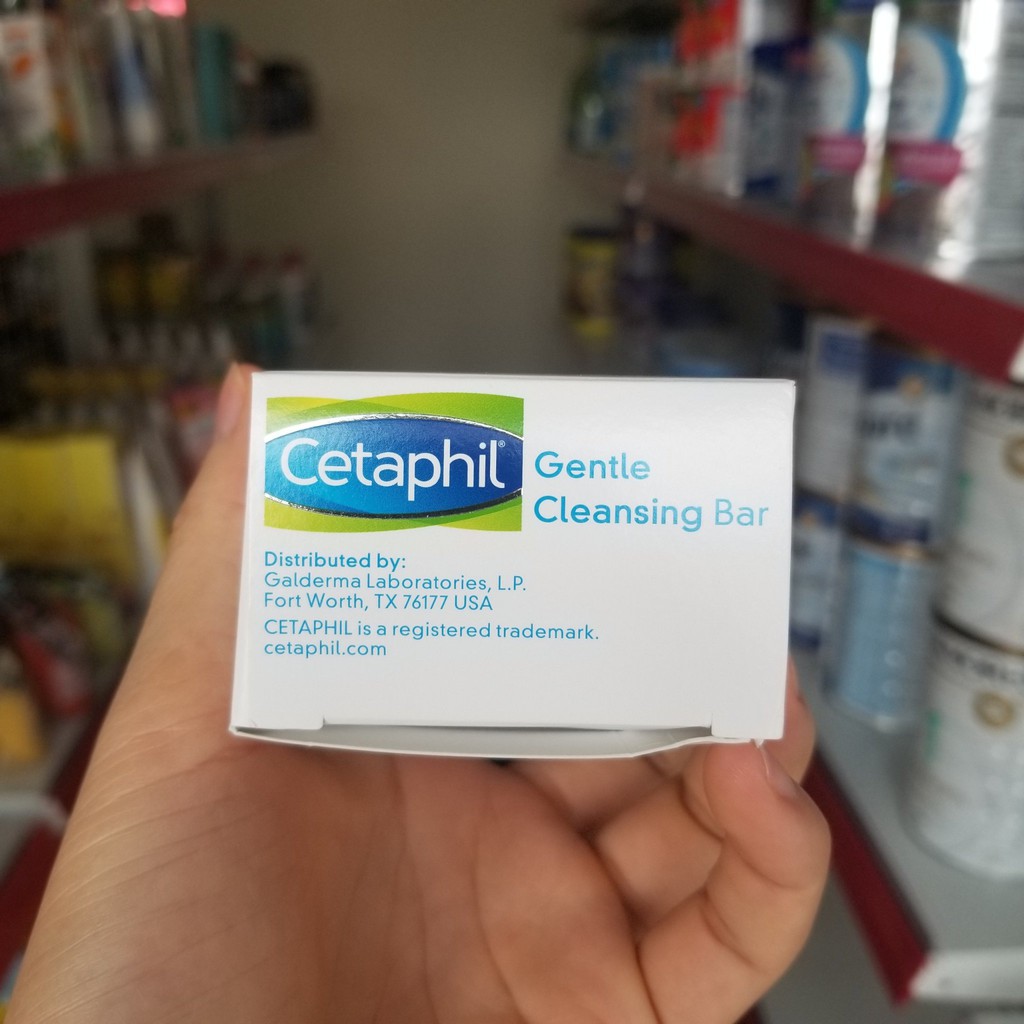 Cetaphil®
Gentle
Cleansing Bar
Distributed by:
Galderma Laboratories, L.P.
Fort Worth, TX 76177 USA
CETAPHIL is a registered trademark.
cetaphil.com